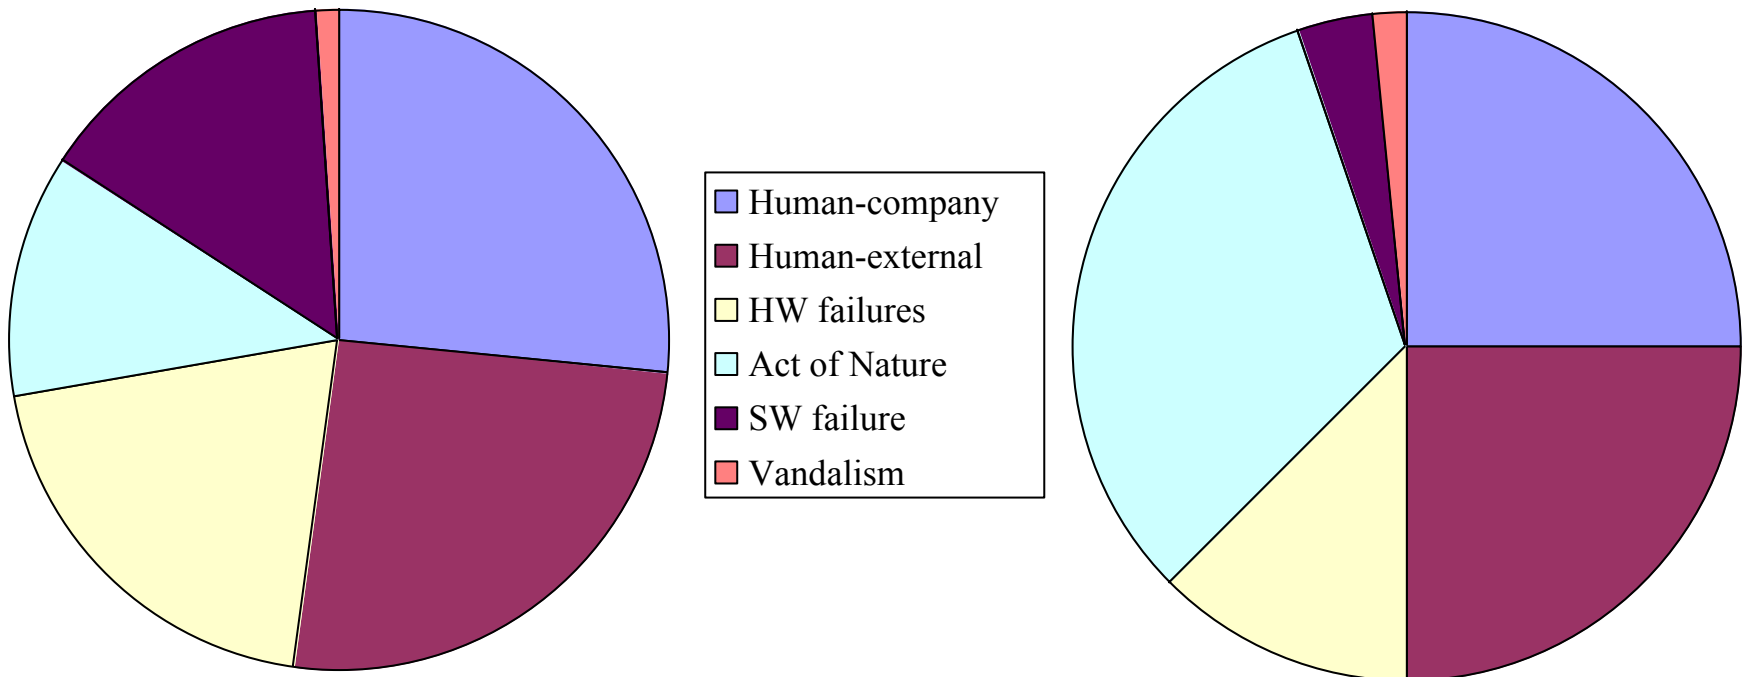 Human-company
Human-external
HW failures
Act of Nature
SW failure
Vandalism